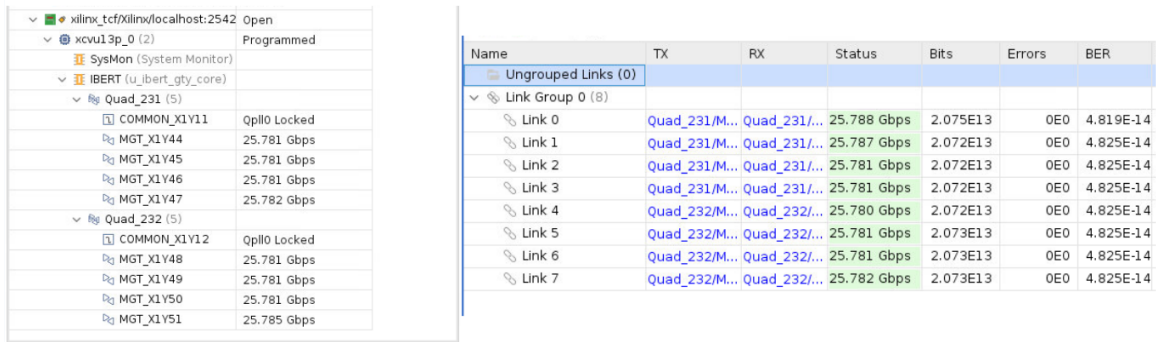 xilinx_tcf/Xilinx/localhost:2542 Open
xcvu13p_0 (2) Programmed
SysMon (System Monitor)
IBERT (u_ibert_gty_core)
Quad_231 (5)
COMMON_X1Y11 Qpll0 Locked
MGT_X1Y44 25.781 Gbps
MGT_X1Y45 25.781 Gbps
MGT_X1Y46 25.781 Gbps
MGT_X1Y47 25.782 Gbps
Quad_232 (5)
COMMON_X1Y12 Qpll0 Locked
MGT_X1Y48 25.781 Gbps
MGT_X1Y49 25.781 Gbps
MGT_X1Y50 25.781 Gbps
MGT_X1Y51 25.785 Gbps
Name TX RX Status Bits Errors BER
Ungrouped Links (0)
Link Group 0 (8)
Link 0 Quad_231/M... Quad_231/... 25.788 Gbps 2.075E13 0E0 4.819E-14
Link 1 Quad_231/M... Quad_231/... 25.787 Gbps 2.072E13 0E0 4.825E-14
Link 2 Quad_231/M... Quad_231/... 25.781 Gbps 2.072E13 0E0 4.825E-14
Link 3 Quad_231/M... Quad_231/... 25.781 Gbps 2.072E13 0E0 4.825E-14
Link 4 Quad_232/M... Quad_232/... 25.780 Gbps 2.072E13 0E0 4.825E-14
Link 5 Quad_232/M... Quad_232/... 25.781 Gbps 2.073E13 0E0 4.825E-14
Link 6 Quad_232/M... Quad_232/... 25.781 Gbps 2.073E13 0E0 4.825E-14
Link 7 Quad_232/M... Quad_232/... 25.782 Gbps 2.073E13 0E0 4.825E-14